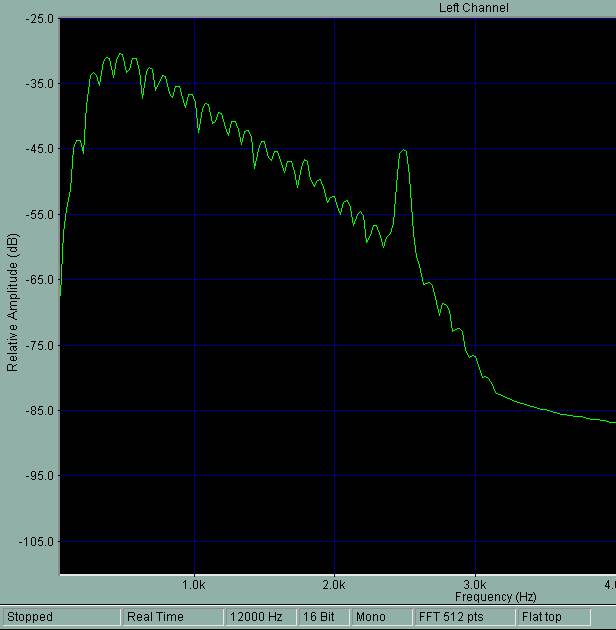 Left Channel
-25.0
-35.0
-45.0
-55.0
-65.0
-75.0
-85.0
-95.0
-105.0
Relative Amplitude (dB)
1.0k 2.0k 3.0k 4.0
Frequency (Hz)
Stopped Real Time 12000 Hz 16 Bit Mono FFT 512 pts Flat top